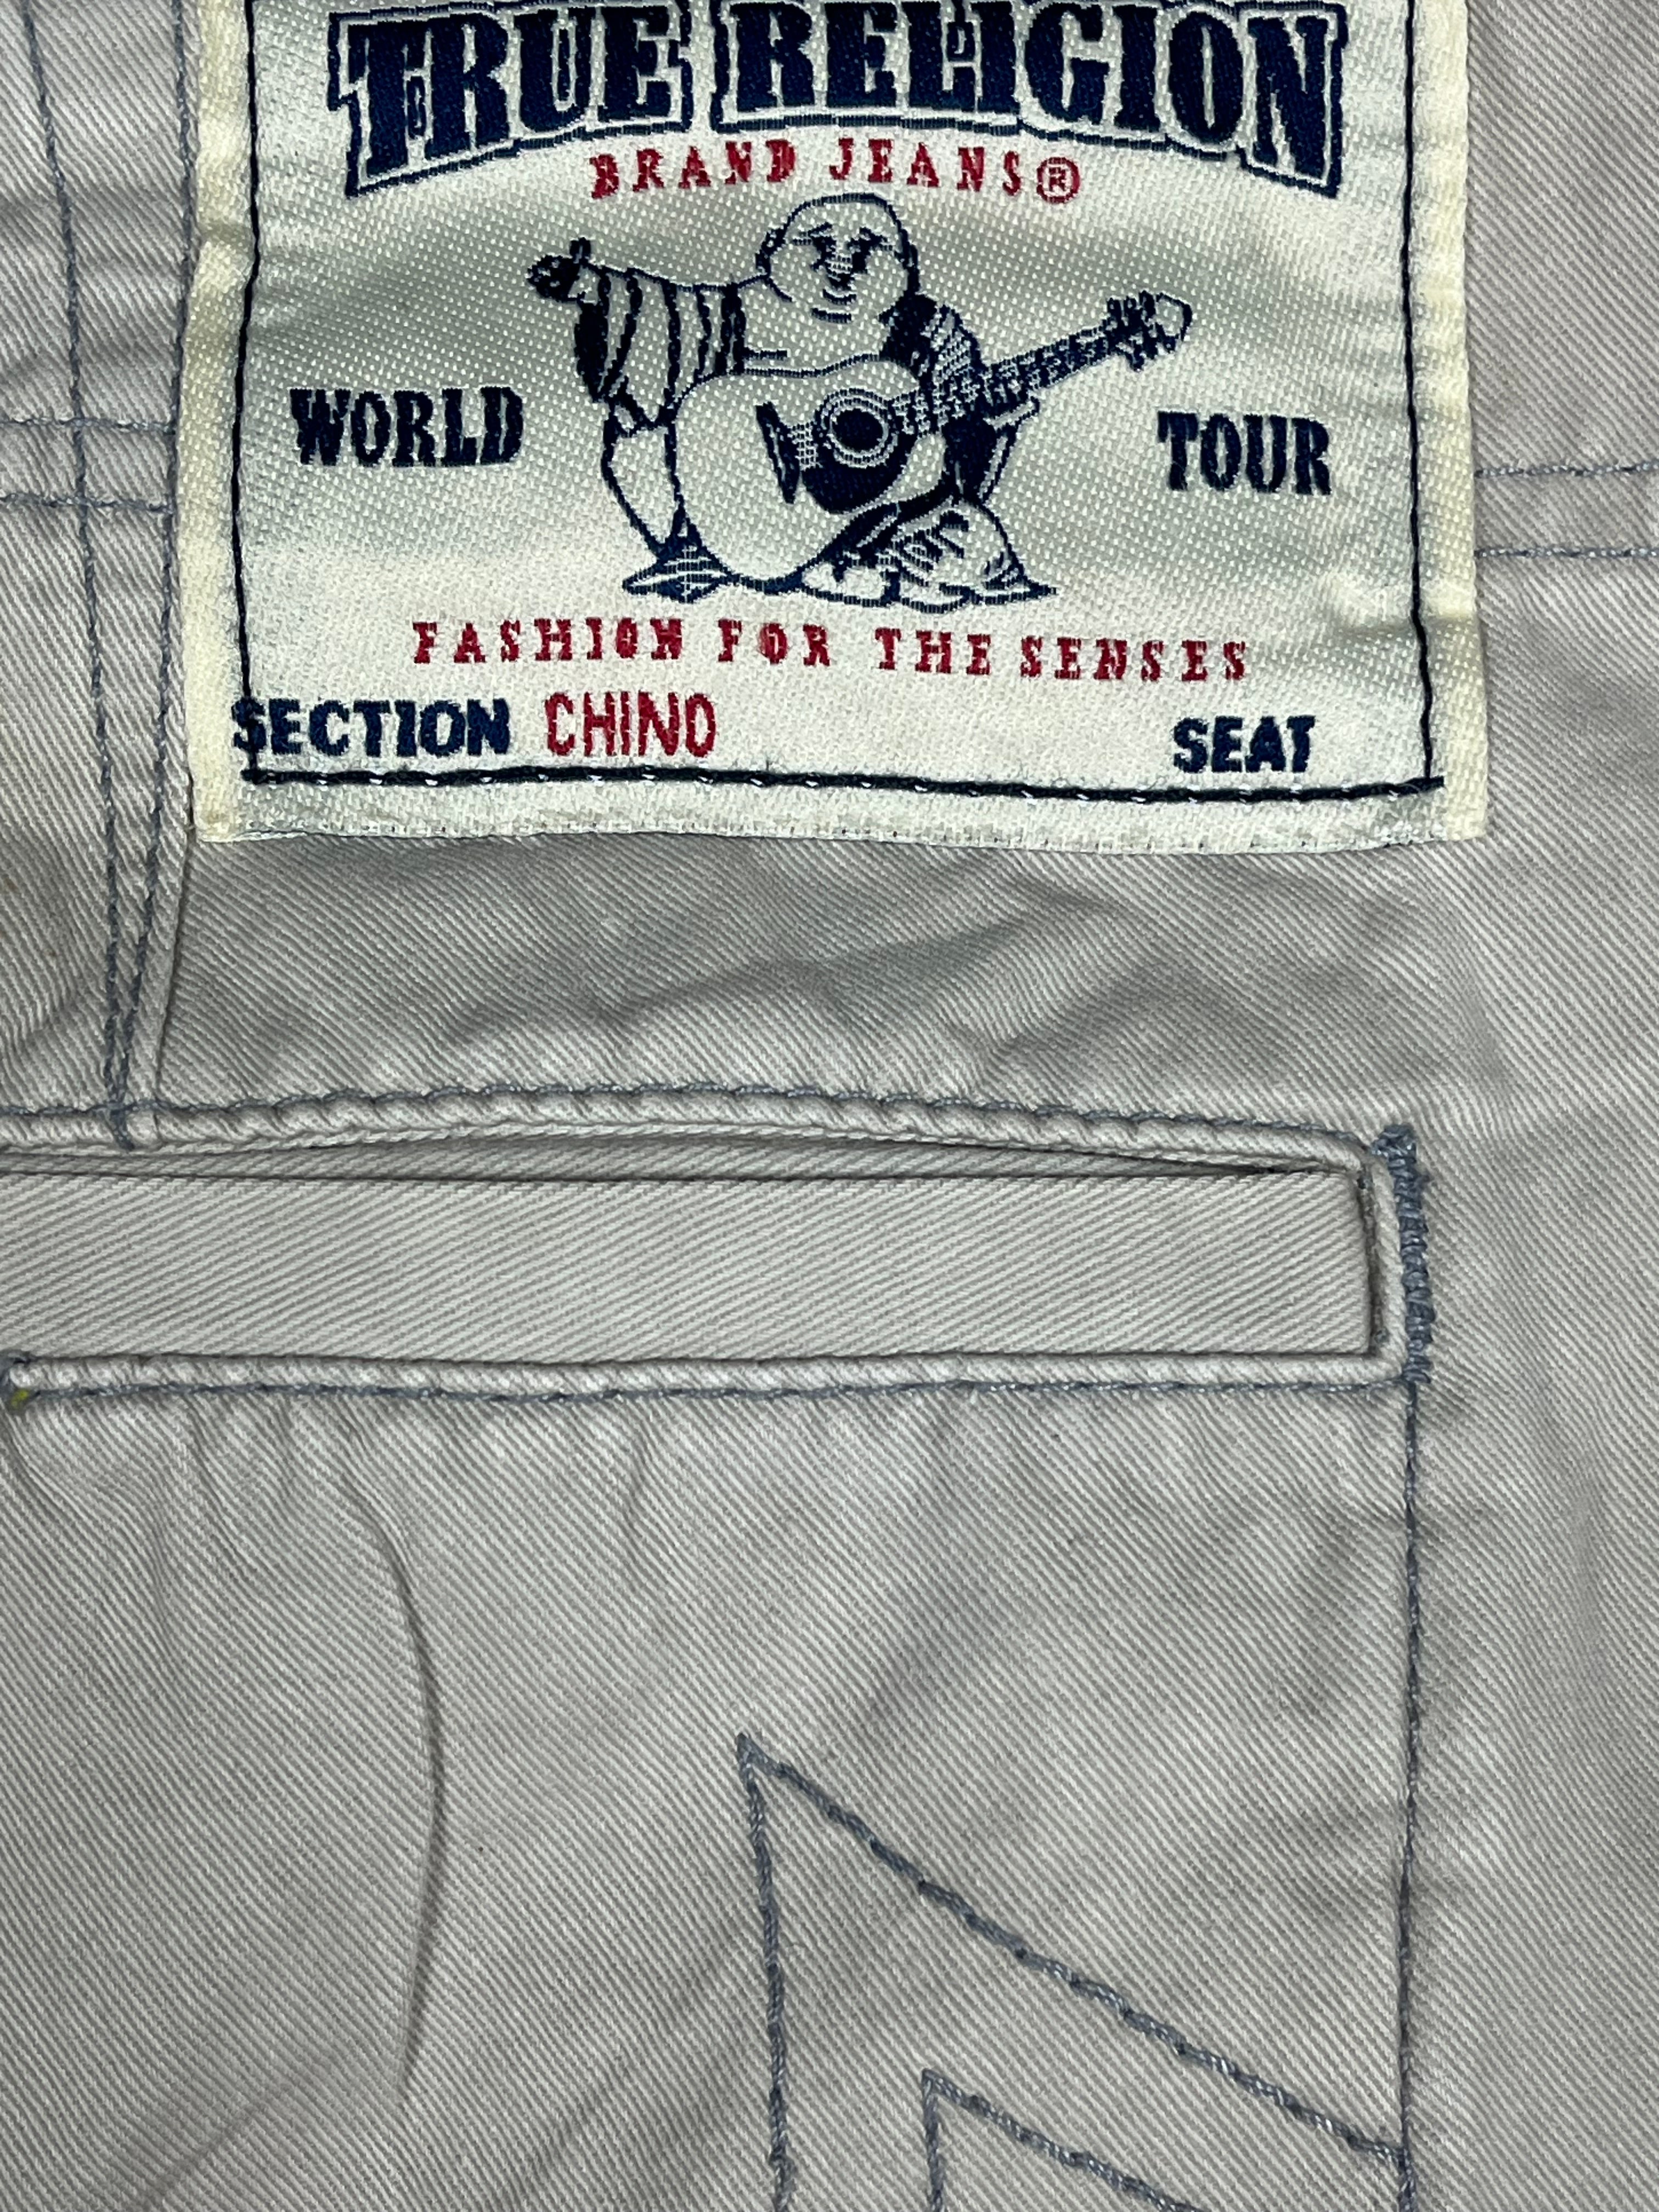 TRUE RELIGION
BRAND JEANS®
WORLD TOUR
FASHION FOR THE SENSES
SECTION CHINO SEAT